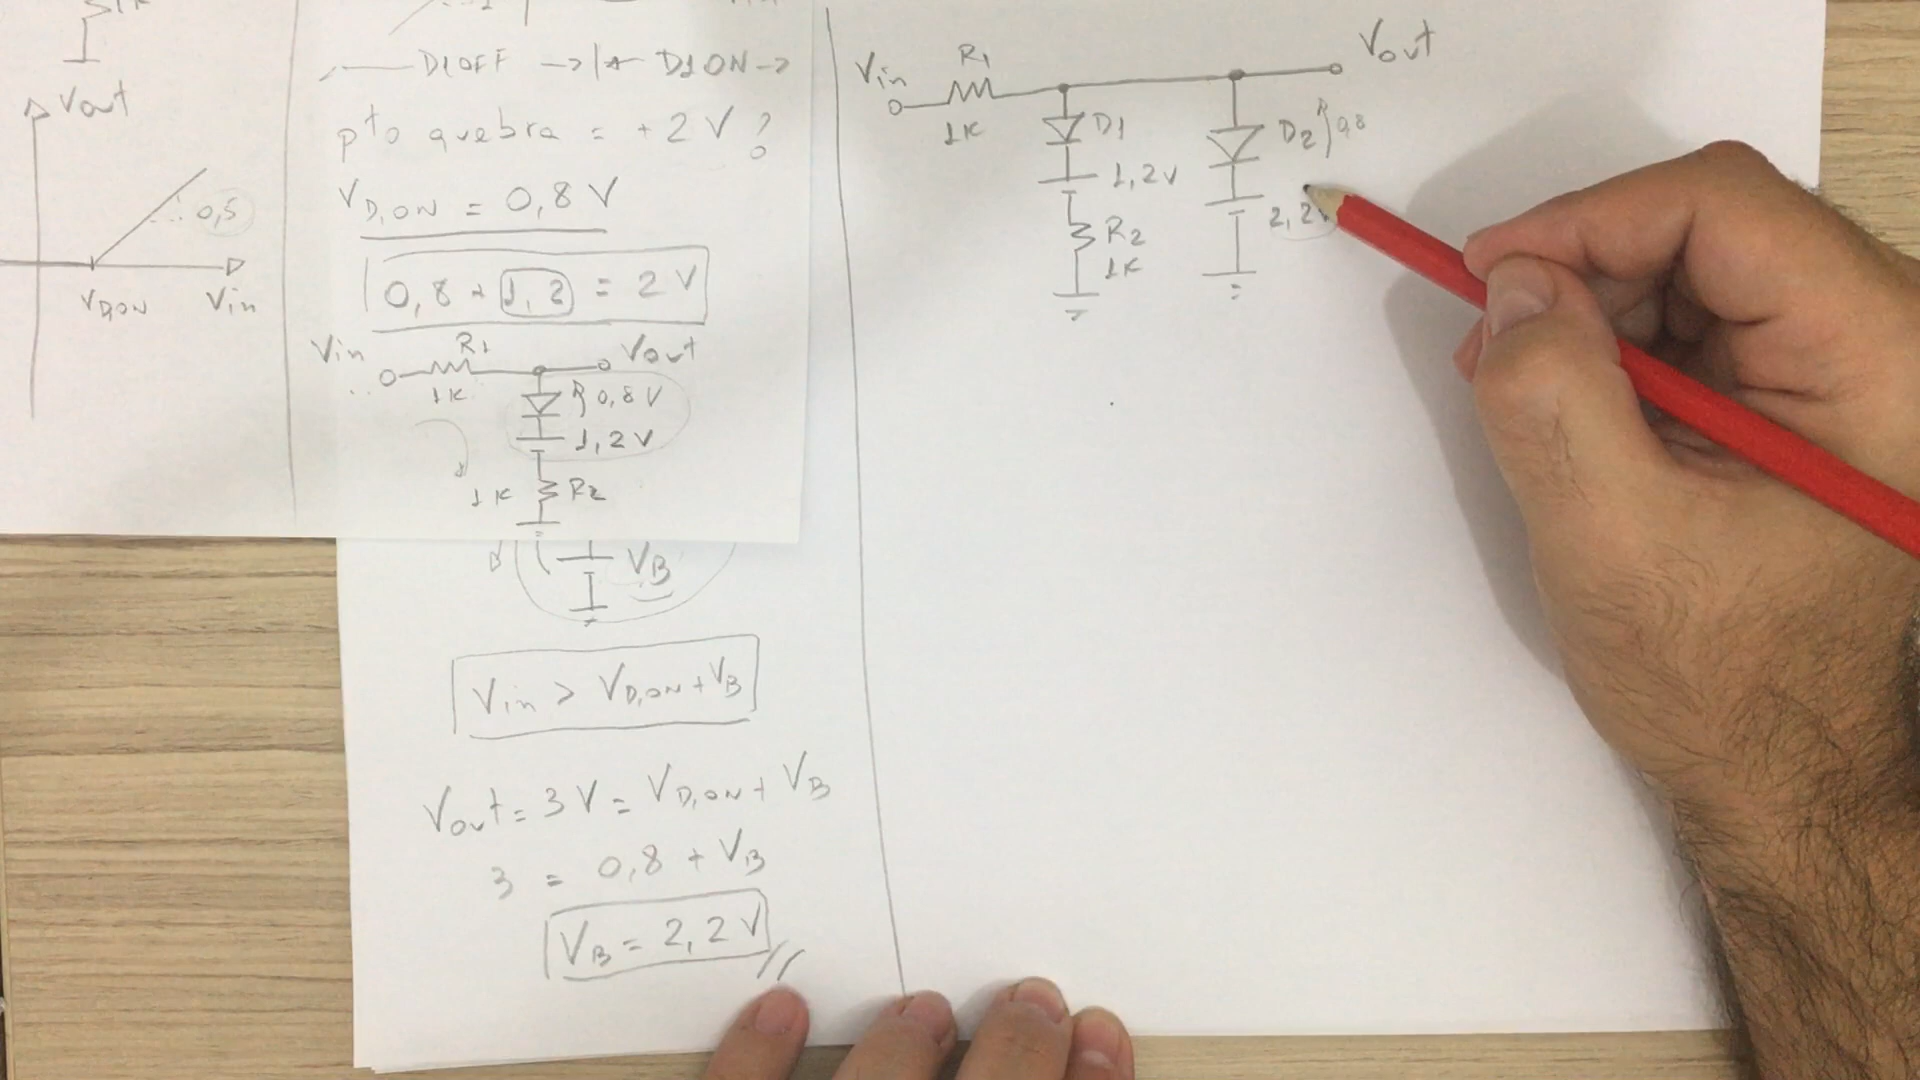 Vout
0,5
VD,ON
Vin
D1OFF → | ← D1ON →
pto quebra = +2V?
VD,ON = 0,8 V
0,8 + 1,2 = 2 V
Vin
R1
Vout
1K
0,8 V
1,2 V
1K
R2
VB
Vin > VD,ON + VB
Vout = 3V = VD,ON + VB
3 = 0,8 + VB
VB = 2,2 V
Vin
R1
Vout
1K
D1
D2
0,8
1,2V
2,2
R2
1K